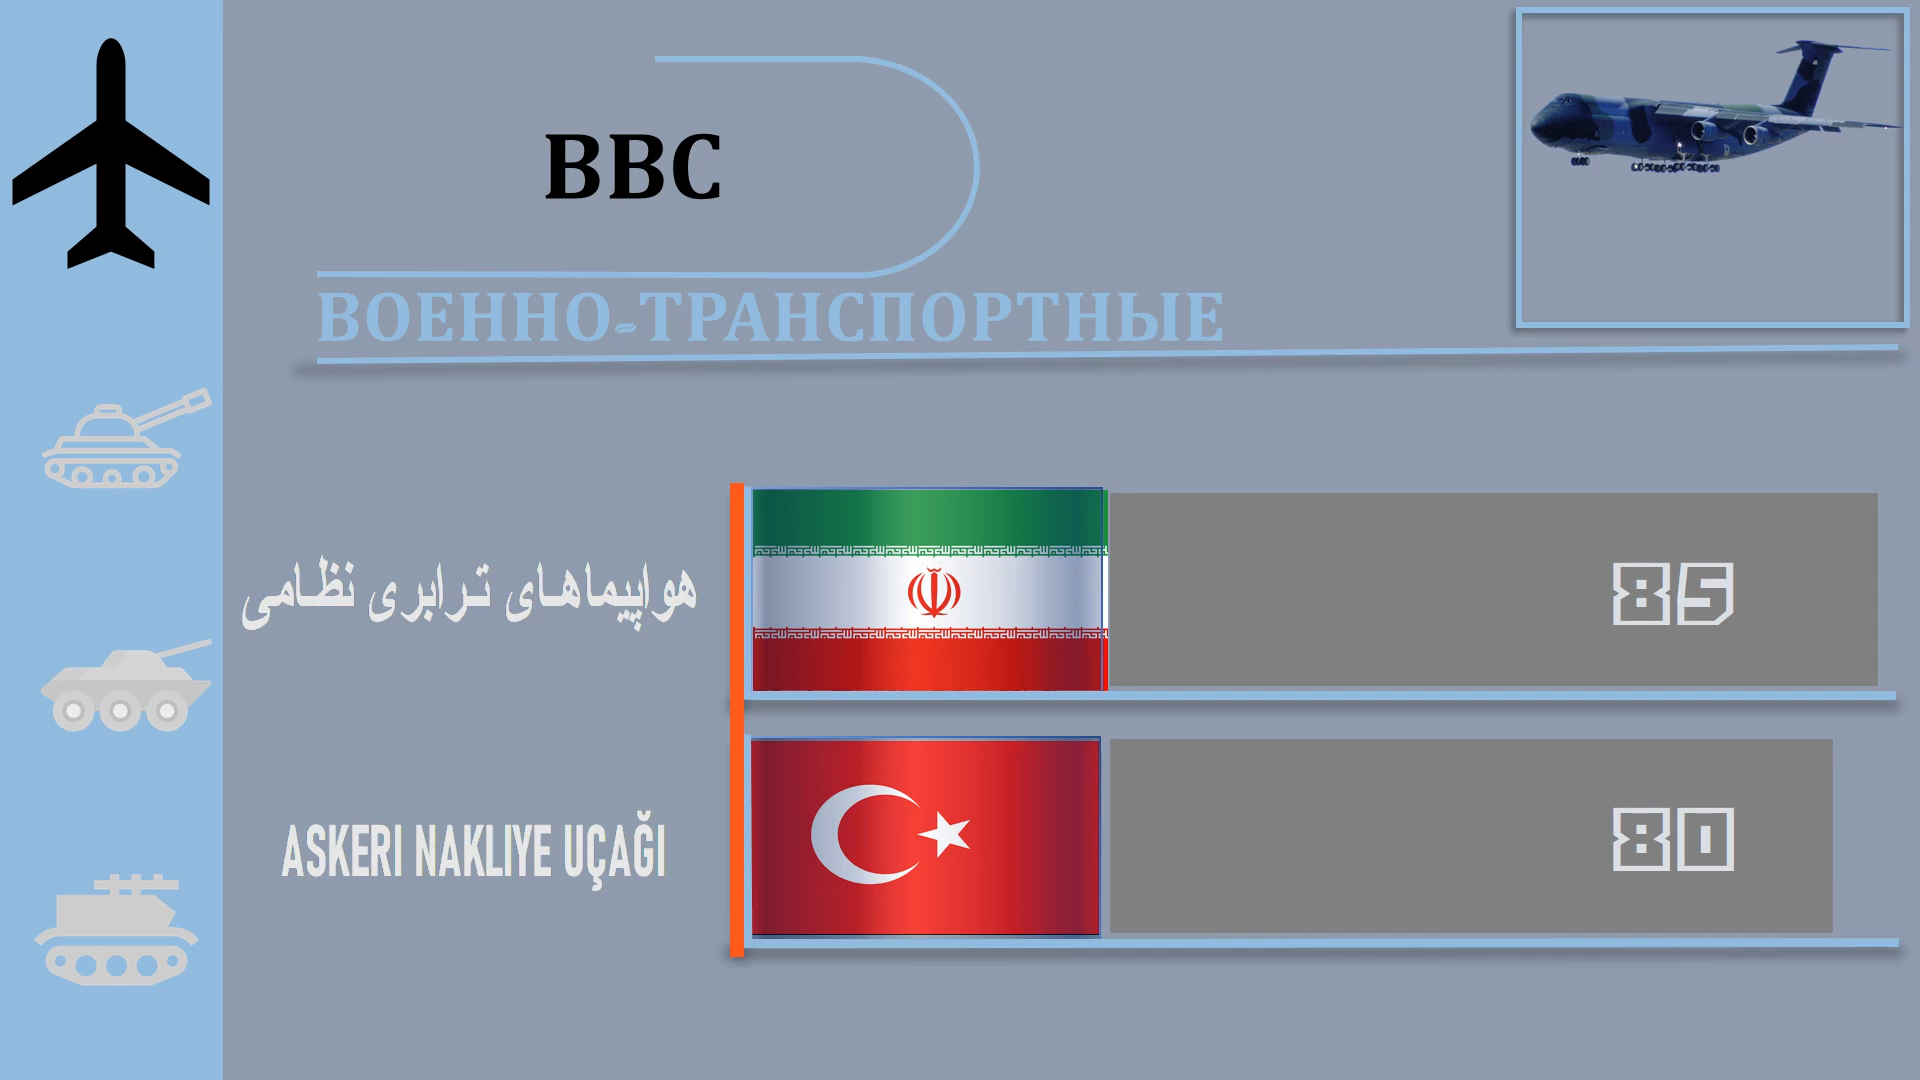 ВВС
ВОЕННО-ТРАНСПОРТНЫЕ
هواپیماهای ترابری نظامی
85
ASKERI NAKLIYE UÇAĞI
80